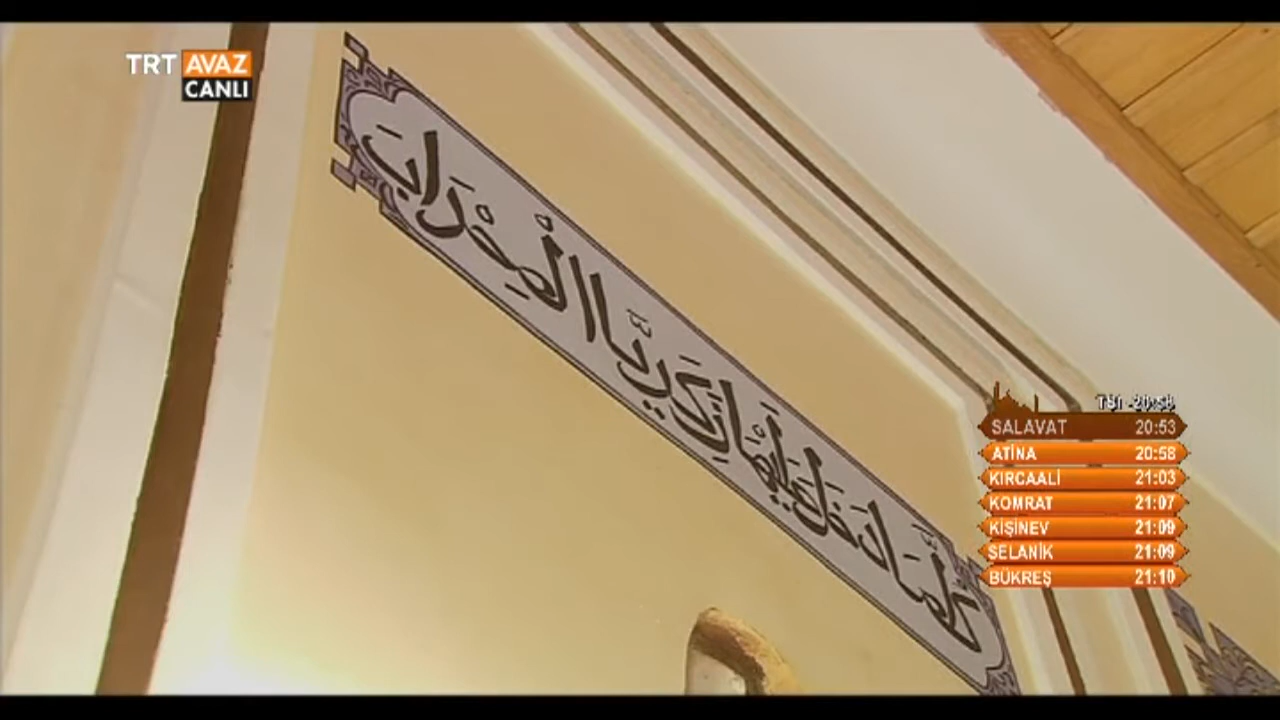 TRT AVAZ
CANLI
كلما دخل عليها زكريا المحراب
SALAVAT 20:53
ATİNA 20:58
KIRCAALİ 21:03
KOMRAT 21:07
KİŞİNEV 21:09
SELANİK 21:09
BÜKREŞ 21:10